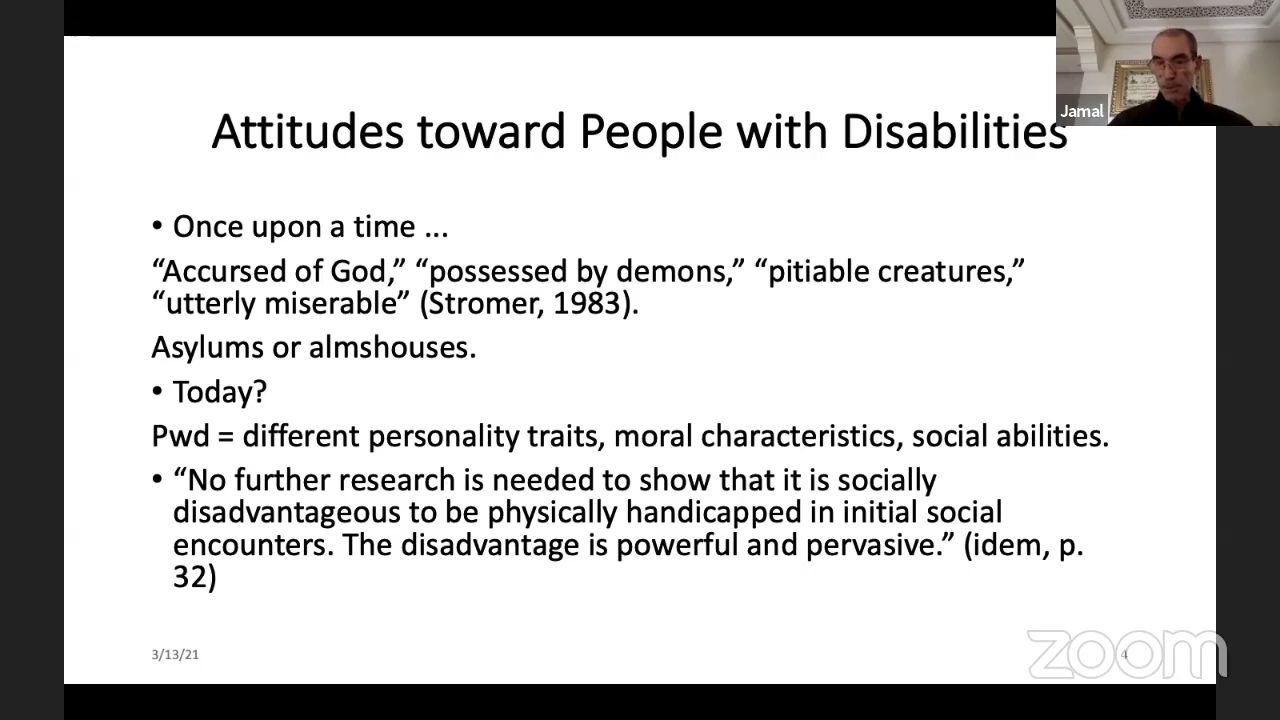 Jamal
Attitudes toward People with Disabilities
• Once upon a time ...
“Accursed of God,” “possessed by demons,” “pitiable creatures,”
“utterly miserable” (Stromer, 1983).
Asylums or almshouses.
• Today?
Pwd = different personality traits, moral characteristics, social abilities.
• “No further research is needed to show that it is socially
disadvantageous to be physically handicapped in initial social
encounters. The disadvantage is powerful and pervasive.” (idem, p.
32)
3/13/21
4
zoom